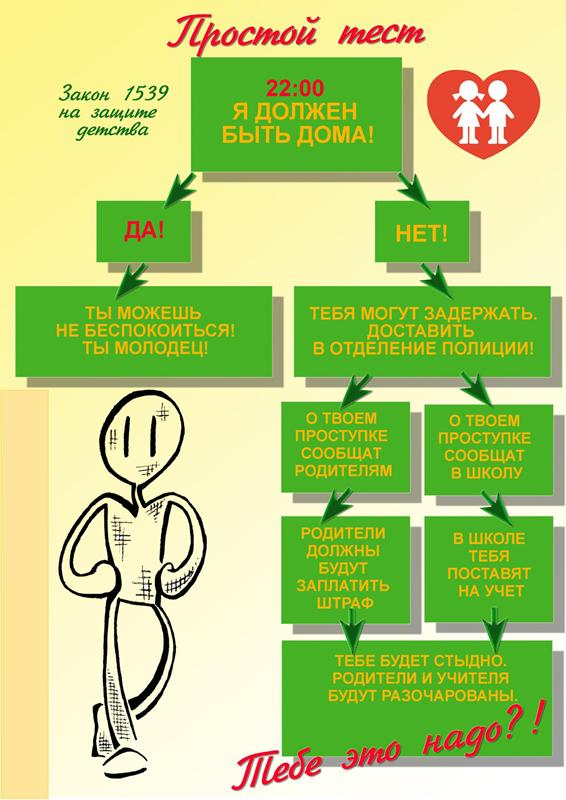 Простой тест
Закон 1539
на защите
детства
22:00
Я ДОЛЖЕН
БЫТЬ ДОМА!
ДА!
НЕТ!
ТЫ МОЖЕШЬ
НЕ БЕСПОКОИТЬСЯ!
ТЫ МОЛОДЕЦ!
ТЕБЯ МОГУТ ЗАДЕРЖАТЬ.
ДОСТАВИТЬ
В ОТДЕЛЕНИЕ ПОЛИЦИИ!
О ТВОЕМ
ПРОСТУПКЕ
СООБЩАТ
РОДИТЕЛЯМ
О ТВОЕМ
ПРОСТУПКЕ
СООБЩАТ
В ШКОЛУ
РОДИТЕЛИ
ДОЛЖНЫ
БУДУТ
ЗАПЛАТИТЬ
ШТРАФ
В ШКОЛЕ
ТЕБЯ
ПОСТАВЯТ
НА УЧЕТ
ТЕБЕ БУДЕТ СТЫДНО.
РОДИТЕЛИ И УЧИТЕЛЯ
БУДУТ РАЗОЧАРОВАНЫ.
Тебе это надо?!